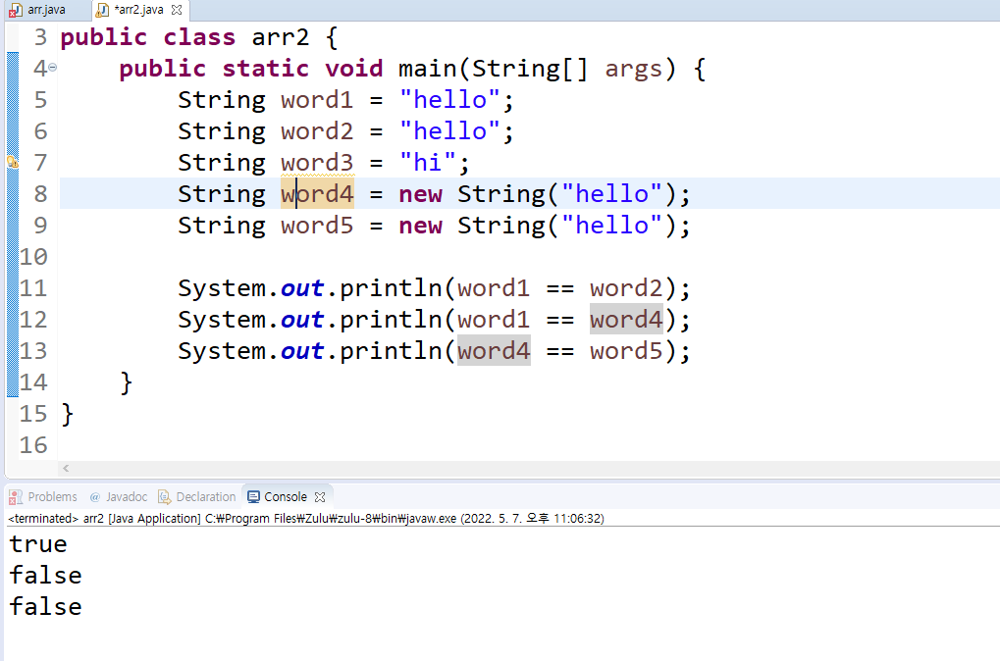 arr.java *arr2.java
3 public class arr2 {
4 public static void main(String[] args) {
5 String word1 = "hello";
6 String word2 = "hello";
7 String word3 = "hi";
8 String word4 = new String("hello");
9 String word5 = new String("hello");
10
11 System.out.println(word1 == word2);
12 System.out.println(word1 == word4);
13 System.out.println(word4 == word5);
14 }
15 }
16
Problems @ Javadoc Declaration Console
<terminated> arr2 [Java Application] C:₩Program Files₩Zulu₩zulu-8₩bin₩javaw.exe (2022. 5. 7. 오후 11:06:32)
true
false
false